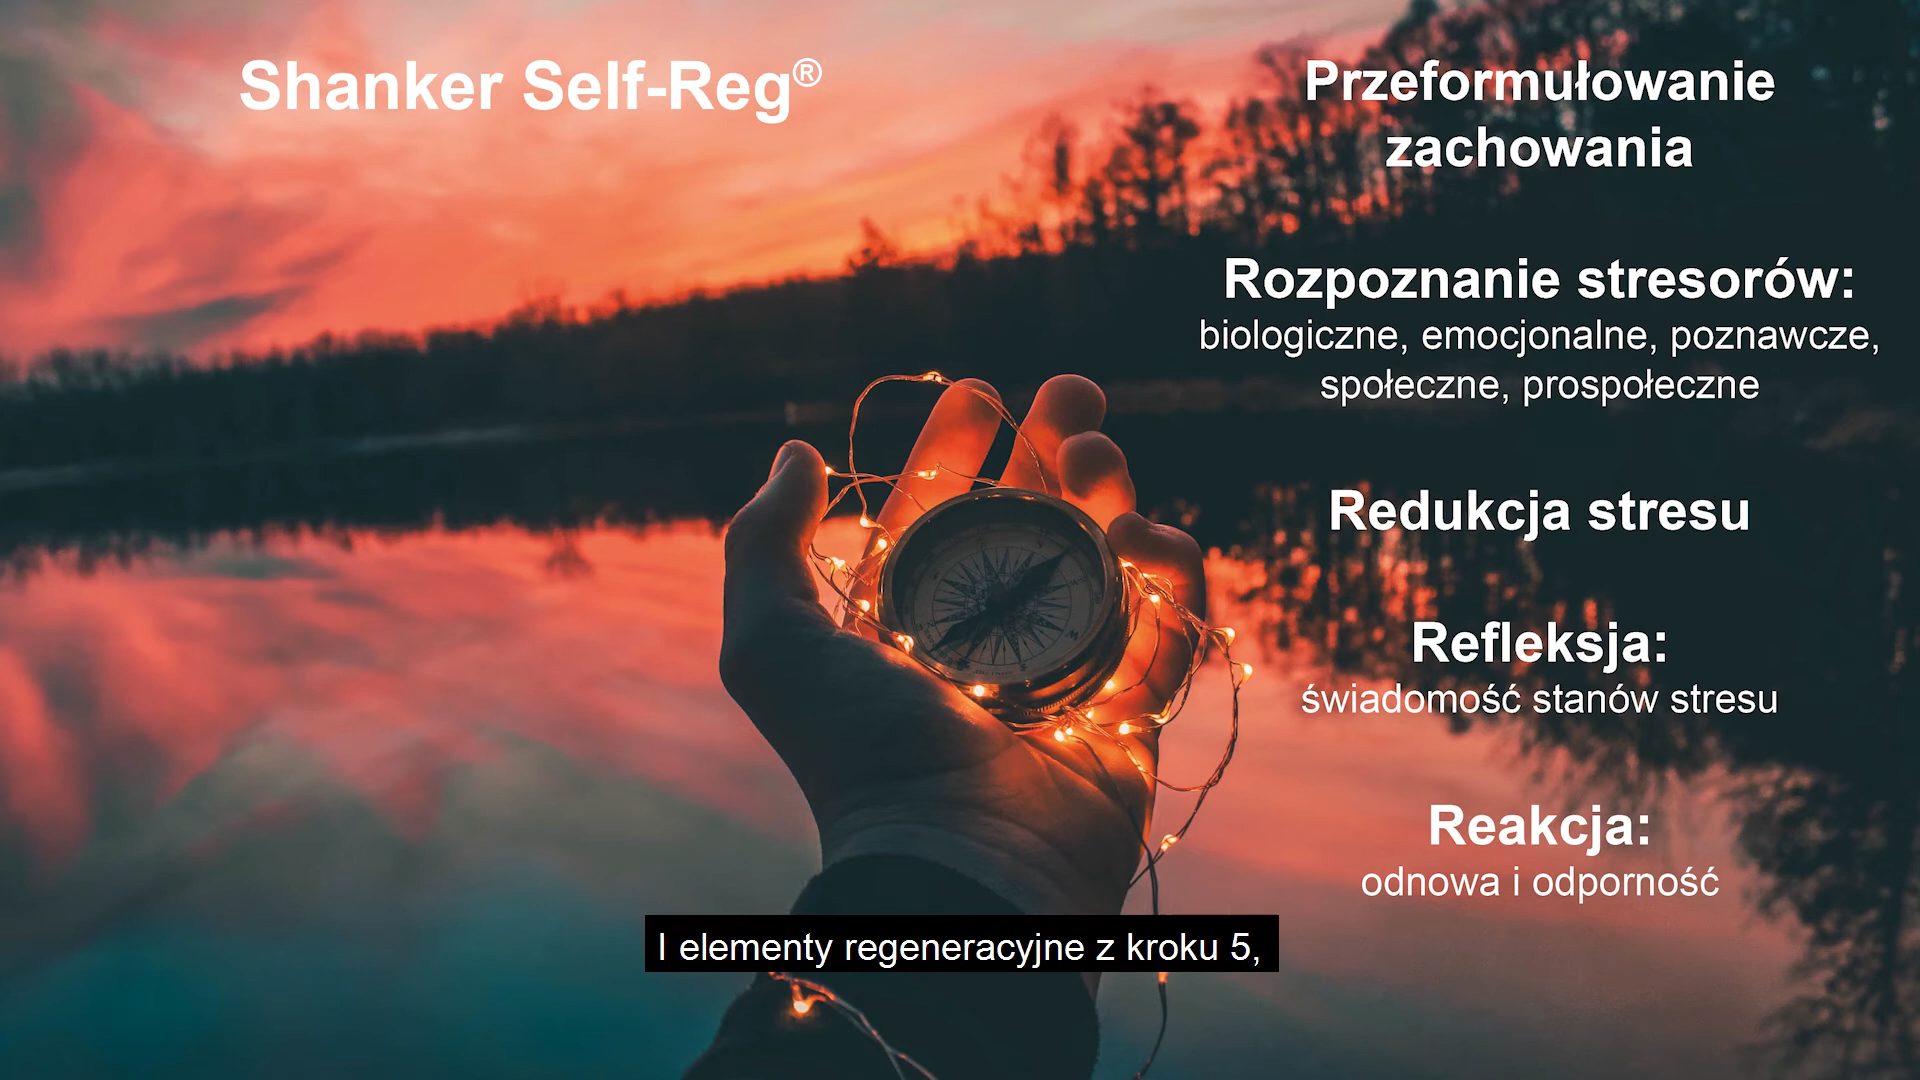 Shanker Self-Reg®
Przeformułowanie
zachowania
Rozpoznanie stresorów:
biologiczne, emocjonalne, poznawcze,
społeczne, prospołeczne
Redukcja stresu
Refleksja:
świadomość stanów stresu
Reakcja:
odnowa i odporność
I elementy regeneracyjne z kroku 5,